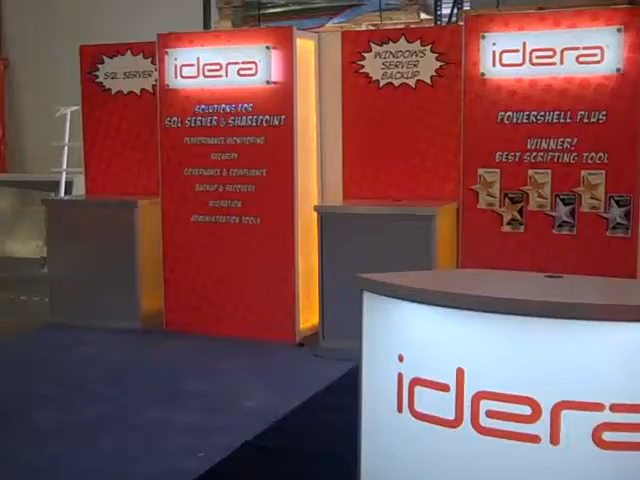 SQL SERVER
idera
SOLUTIONS FOR
SQL SERVER & SHAREPOINT
PERFORMANCE MONITORING
SECURITY
GOVERNANCE & COMPLIANCE
BACKUP & RECOVERY
MIGRATION
ADMINISTRATION TOOLS
WINDOWS
SERVER
BACKUP
idera
POWERSHELL PLUS
WINNER!
BEST SCRIPTING TOOL
idera